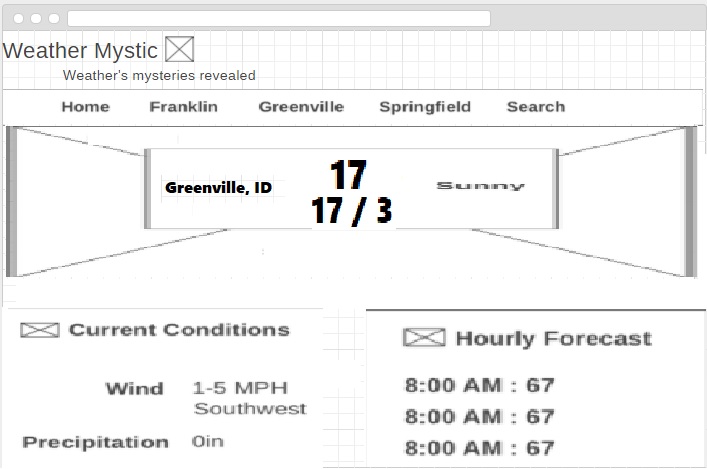 Weather Mystic
Weather's mysteries revealed
Home Franklin Greenville Springfield Search
Greenville, ID
17
17 / 3
Sunny
Current Conditions
Wind 1-5 MPH
Southwest
Precipitation 0in
Hourly Forecast
8:00 AM : 67
8:00 AM : 67
8:00 AM : 67